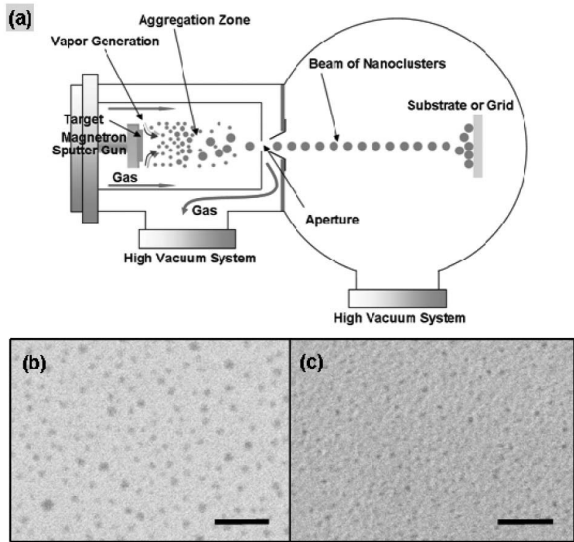 (a)
Aggregation Zone
Vapor Generation
Beam of Nanoclusters
Substrate or Grid
Target
Magnetron
Sputter Gun
Gas
Gas
Aperture
High Vacuum System
High Vacuum System
(b)
(c)